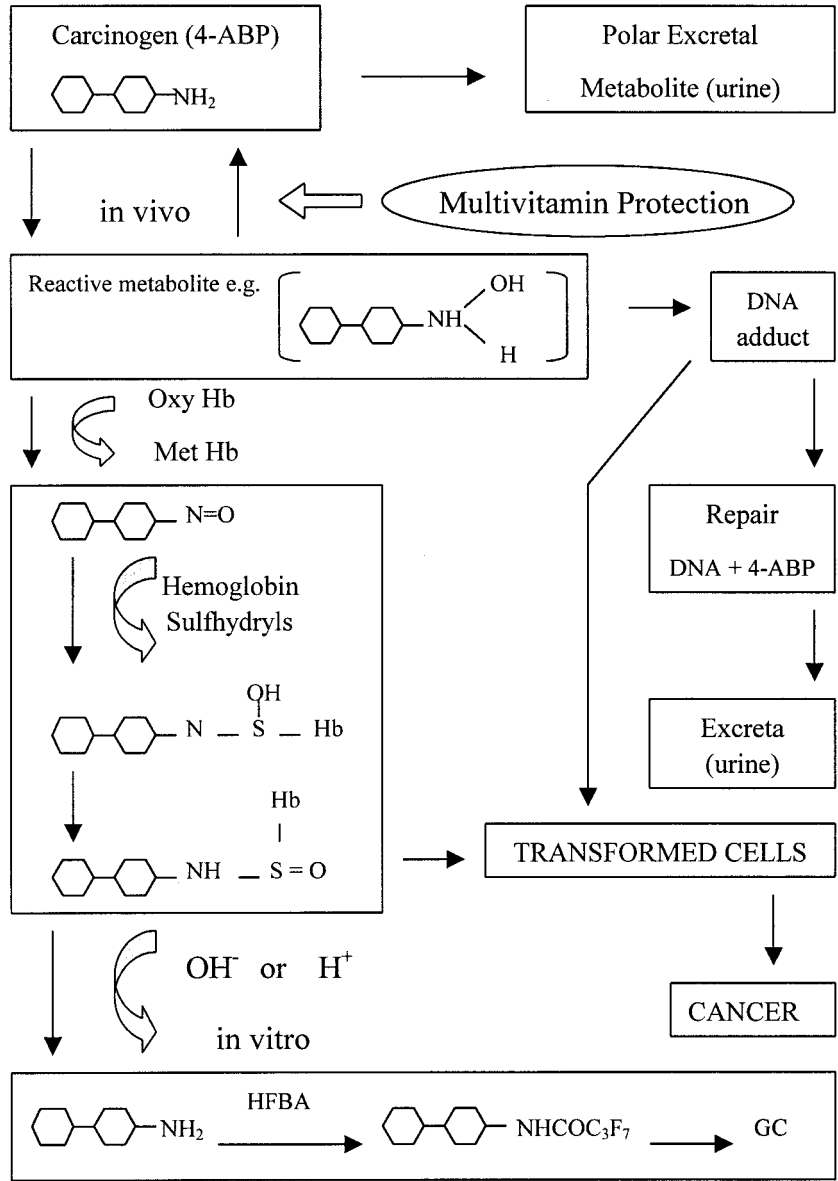 Carcinogen (4-ABP)
NH₂
Polar Excretal
Metabolite (urine)
in vivo
Multivitamin Protection
Reactive metabolite e.g.
OH
NH
H
DNA
adduct
Oxy Hb
Met Hb
N=O
Hemoglobin
Sulfhydryls
Repair
DNA + 4-ABP
OH
N — S — Hb
Excreta
(urine)
Hb
NH — S = O
TRANSFORMED CELLS
OH⁻ or H⁺
in vitro
CANCER
NH₂
HFBA
NHCOC₃F₇
GC